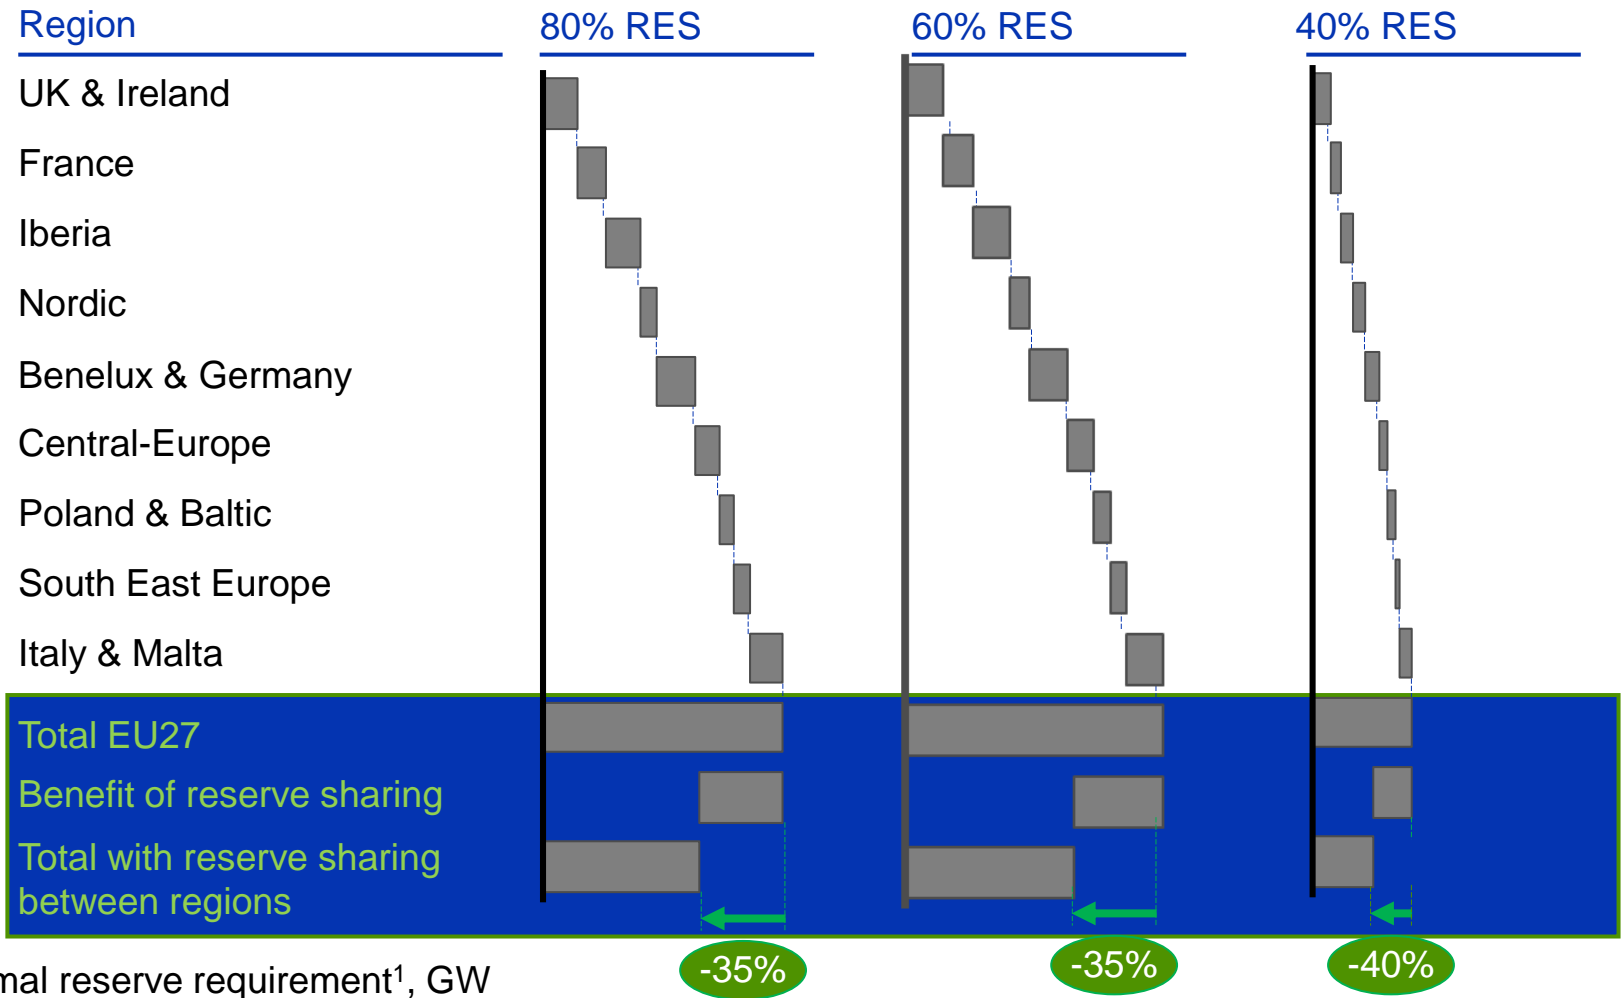 Region 80% RES 60% RES 40% RES
UK & Ireland
France
Iberia
Nordic
Benelux & Germany
Central-Europe
Poland & Baltic
South East Europe
Italy & Malta
Total EU27
Benefit of reserve sharing
Total with reserve sharing
between regions
-35% -35% -40%
reserve requirement¹, GW